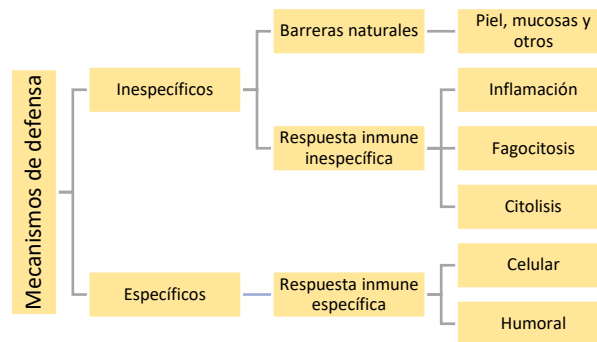 Mecanismos de defensa
Inespecíficos
Barreras naturales
Piel, mucosas y
otros
Respuesta inmune
inespecífica
Inflamación
Fagocitosis
Citolisis
Específicos
Respuesta inmune
específica
Celular
Humoral